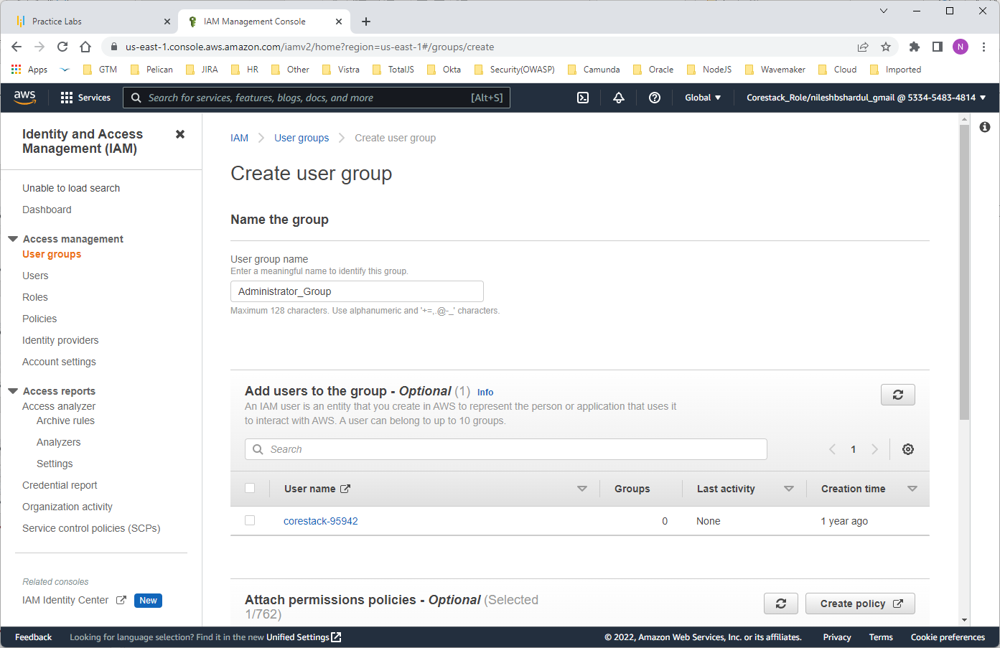 Practice Labs
IAM Management Console
us-east-1.console.aws.amazon.com/iamv2/home?region=us-east-1#/groups/create
N
Apps
GTM
Pelican
JIRA
HR
Other
Vistra
TotalJS
Okta
Security(OWASP)
Camunda
Oracle
NodeJS
Wavemaker
Cloud
Imported
aws
Services
Search for services, features, blogs, docs, and more
[Alt+S]
Global
Corestack_Role/nileshbshardul_gmail @ 5334-5483-4814
Identity and Access
Management (IAM)
Unable to load search
Dashboard
Access management
User groups
Users
Roles
Policies
Identity providers
Account settings
Access reports
Access analyzer
Archive rules
Analyzers
Settings
Credential report
Organization activity
Service control policies (SCPs)
Related consoles
IAM Identity Center
New
IAM
User groups
Create user group
Create user group
Name the group
User group name
Enter a meaningful name to identify this group.
Administrator_Group
Maximum 128 characters. Use alphanumeric and '+=,.@-_' characters.
Add users to the group - Optional (1) Info
An IAM user is an entity that you create in AWS to represent the person or application that uses it
to interact with AWS. A user can belong to up to 10 groups.
Search
1
User name
Groups
Last activity
Creation time
corestack-95942
0
None
1 year ago
Attach permissions policies - Optional (Selected
1/762)
Create policy
Feedback
Looking for language selection? Find it in the new Unified Settings
© 2022, Amazon Web Services, Inc. or its affiliates.
Privacy
Terms
Cookie preferences